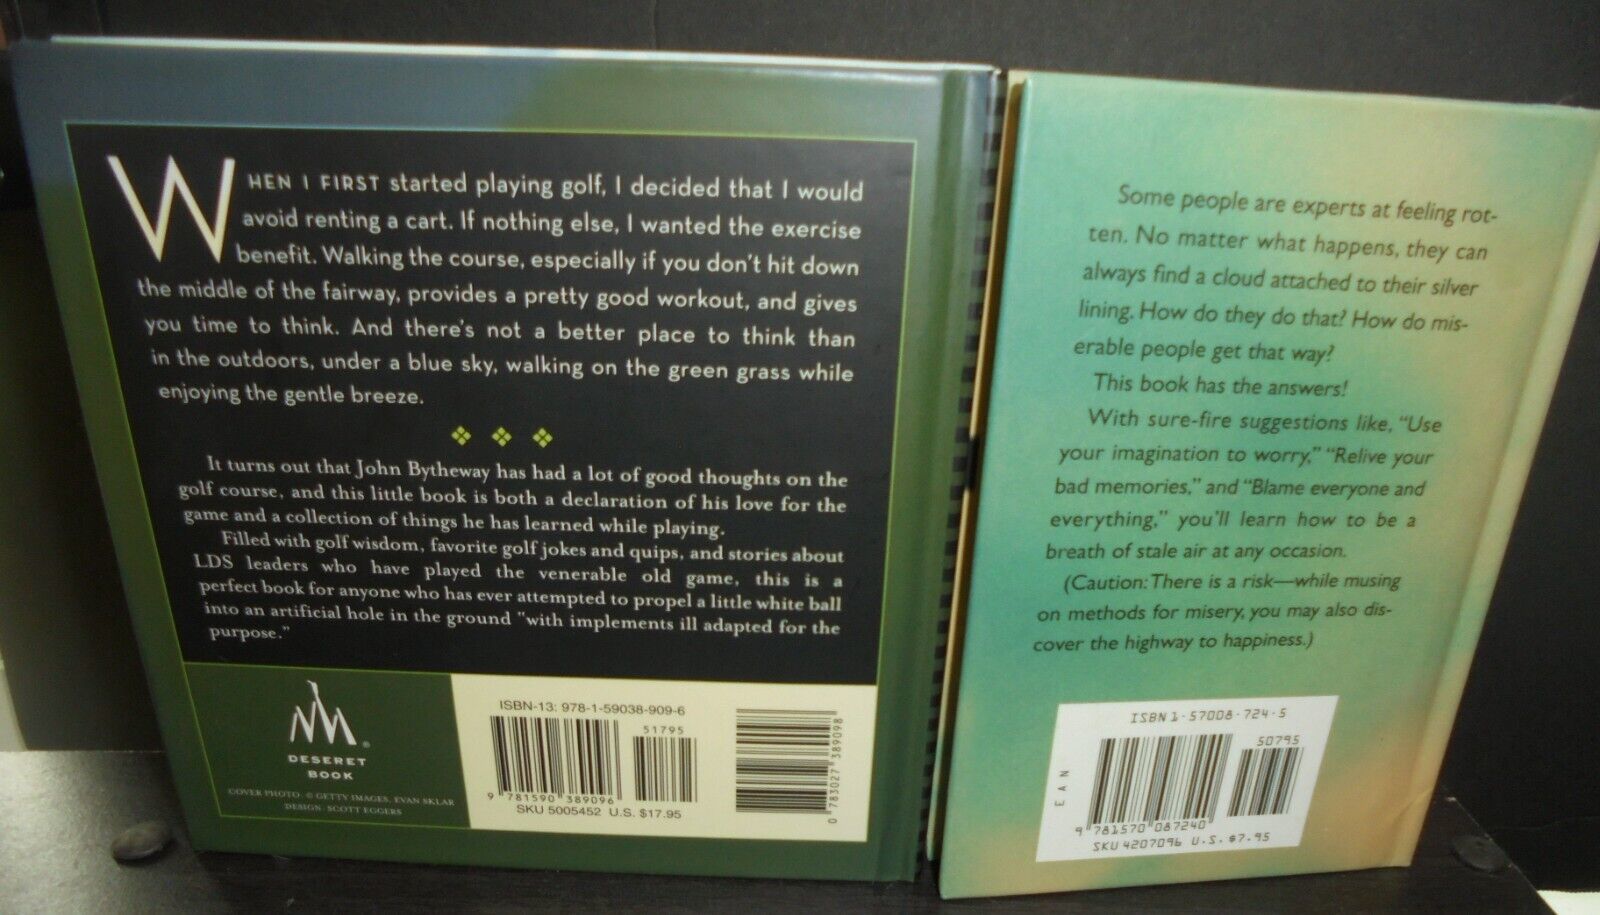 WHEN I FIRST started playing golf, I decided that I would
avoid renting a cart. If nothing else, I wanted the exercise
benefit. Walking the course, especially if you don't hit down
the middle of the fairway, provides a pretty good workout, and gives
you time to think. And there's not a better place to think than
in the outdoors, under a blue sky, walking on the green grass while
enjoying the gentle breeze.
It turns out that John Bytheway has had a lot of good thoughts on the
golf course, and this little book is both a declaration of his love for the
game and a collection of things he has learned while playing.
Filled with golf wisdom, favorite golf jokes and quips, and stories about
LDS leaders who have played the venerable old game, this is a
perfect book for anyone who has ever attempted to propel a little white ball
into an artificial hole in the ground "with implements ill adapted for the
purpose."
DESERET
BOOK
COVER PHOTO: © GETTY IMAGES, EVAN SKLAR
DESIGN: SCOTT EGGERS
ISBN-13: 978-1-59038-909-6
51795
9 781590 389096
SKU 5005452 U.S. $17.95
0 783027 389098
Some people are experts at feeling rot-
ten. No matter what happens, they can
always find a cloud attached to their silver
lining. How do they do that? How do mis-
erable people get that way?
This book has the answers!
With sure-fire suggestions like, "Use
your imagination to worry," "Relive your
bad memories," and "Blame everyone and
everything," you'll learn how to be a
breath of stale air at any occasion.
(Caution: There is a risk—while musing
on methods for misery, you may also dis-
cover the highway to happiness.)
ISBN 1-57008-724-5
50795
EAN
9 781570 087240
SKU 4207096 U.S. $7.95